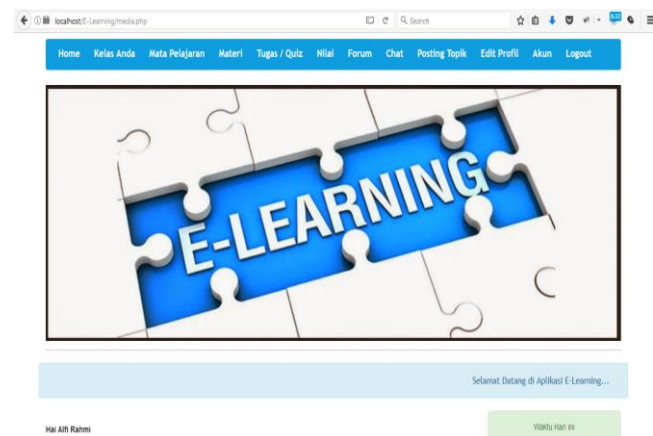 localhost/E-Learning/media.php
Search
Home Kelas Anda Mata Pelajaran Materi Tugas / Quiz Nilai Forum Chat Posting Topik Edit Profil Akun Logout
E-LEARNING
Selamat Datang di Aplikasi E-Learning...
Hai Alfi Rahmi
Waktu Hari ini